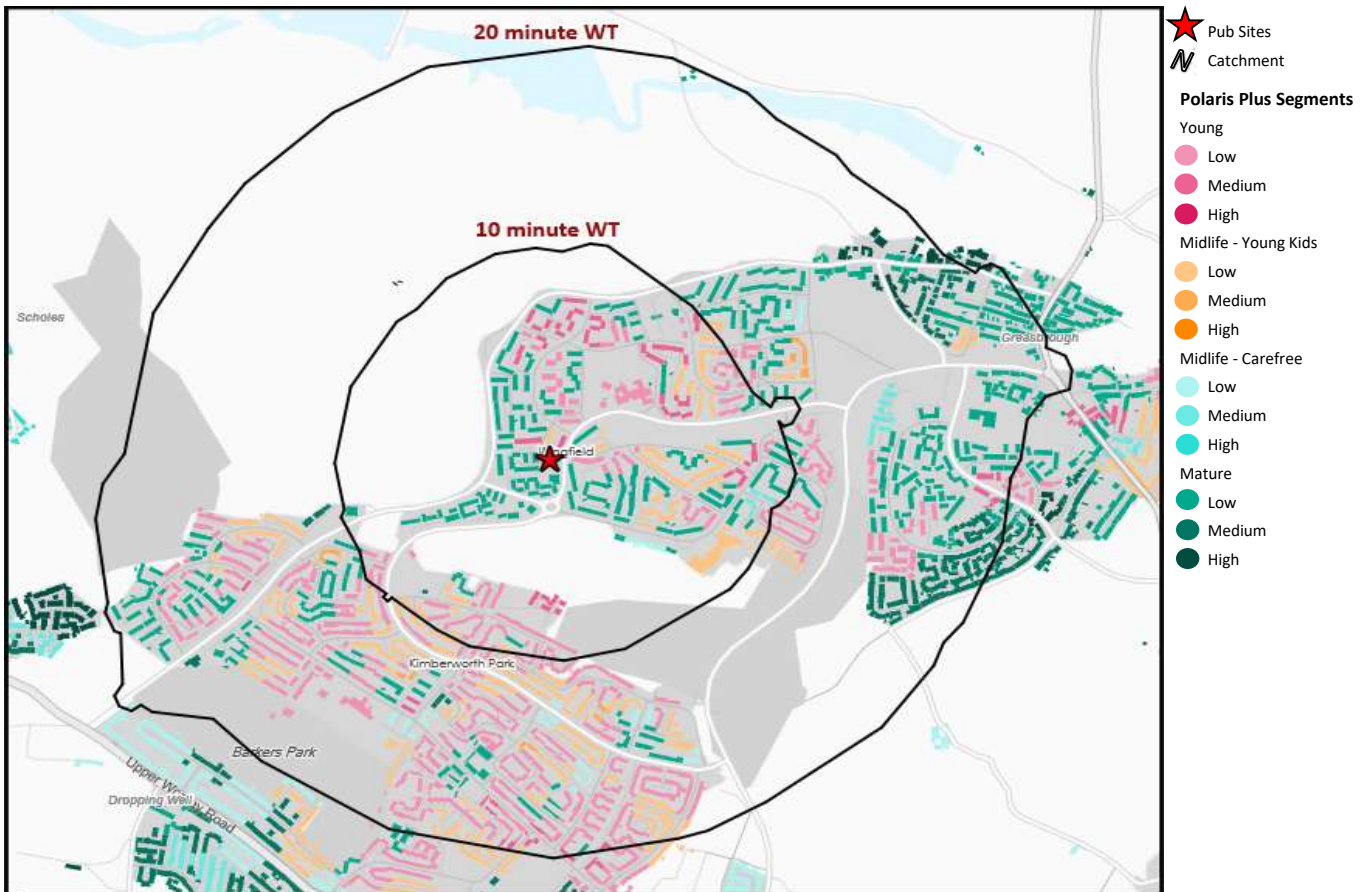 20 minute WT
10 minute WT
Scholes
Greasbrough
Wingfield
Kimberworth Park
Barkers Park
Upper Wortley Road
Dropping Well
Pub Sites
Catchment
Polaris Plus Segments
Young
Low
Medium
High
Midlife - Young Kids
Low
Medium
High
Midlife - Carefree
Low
Medium
High
Mature
Low
Medium
High